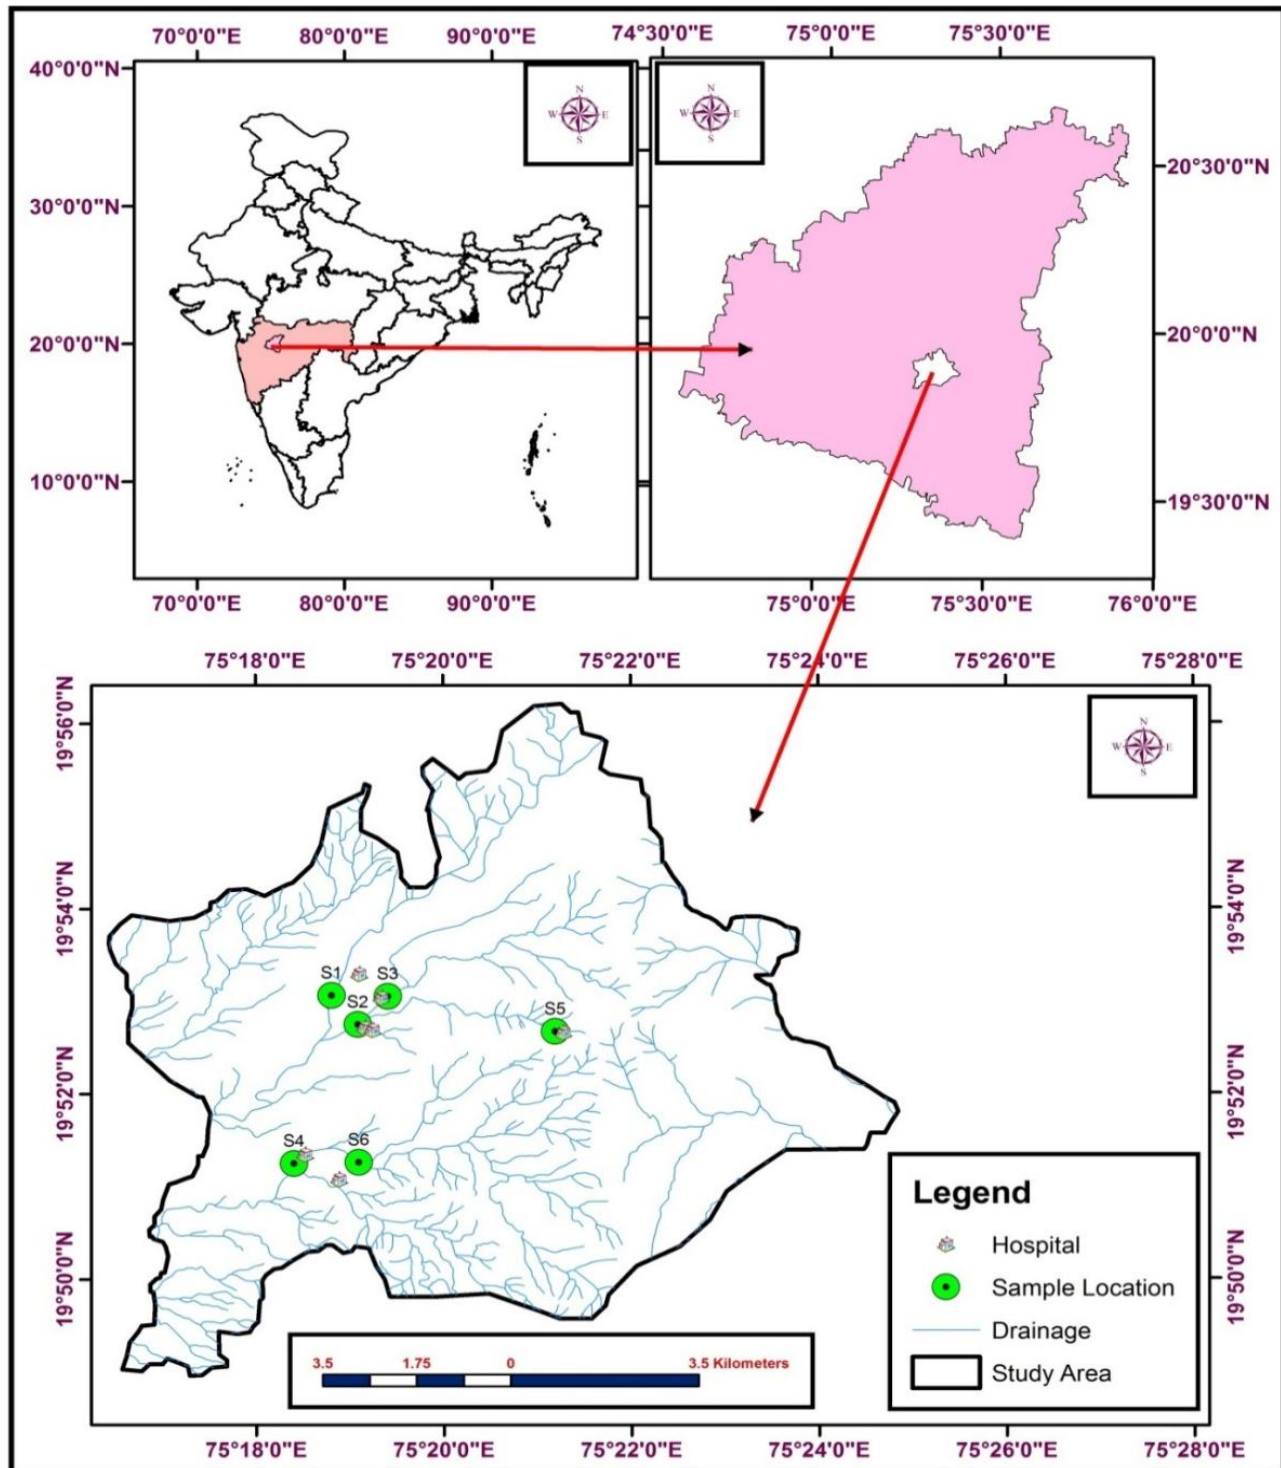 70°0'0"E 80°0'0"E 90°0'0"E
74°30'0"E 75°0'0"E 75°30'0"E
40°0'0"N
30°0'0"N
20°0'0"N
10°0'0"N
N
W E
S
N
W E
S
20°30'0"N
20°0'0"N
19°30'0"N
70°0'0"E 80°0'0"E 90°0'0"E
75°0'0"E 75°30'0"E 76°0'0"E
75°18'0"E 75°20'0"E 75°22'0"E 75°24'0"E 75°26'0"E 75°28'0"E
19°56'0"N
19°54'0"N
19°52'0"N
19°50'0"N
N
W E
S
19°54'0"N
19°52'0"N
19°50'0"N
S1
S3
S2
S5
S4
S6
Legend
Hospital
Sample Location
Drainage
Study Area
3.5 1.75 0 3.5 Kilometers
75°18'0"E 75°20'0"E 75°22'0"E 75°24'0"E 75°26'0"E 75°28'0"E